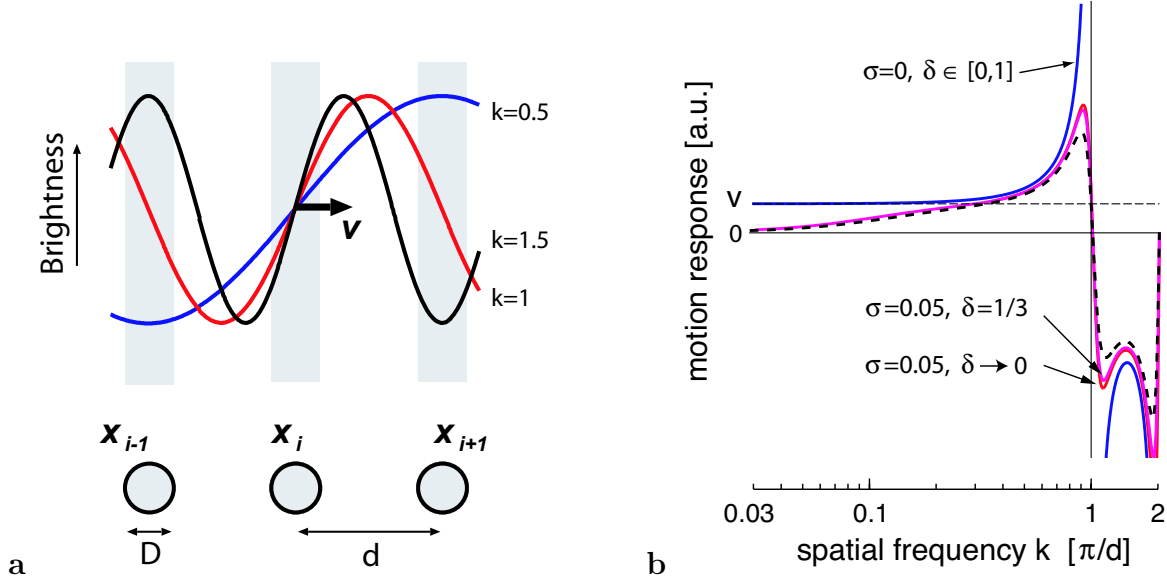 Brightness
k=0.5
k=1.5
k=1
v
x i-1
x i
x i+1
D
d
a
motion response [a.u.]
v
0
σ=0, δ ∈ [0,1]
σ=0.05, δ=1/3
σ=0.05, δ → 0
0.03 0.1 1 2
spatial frequency k [π/d]
b